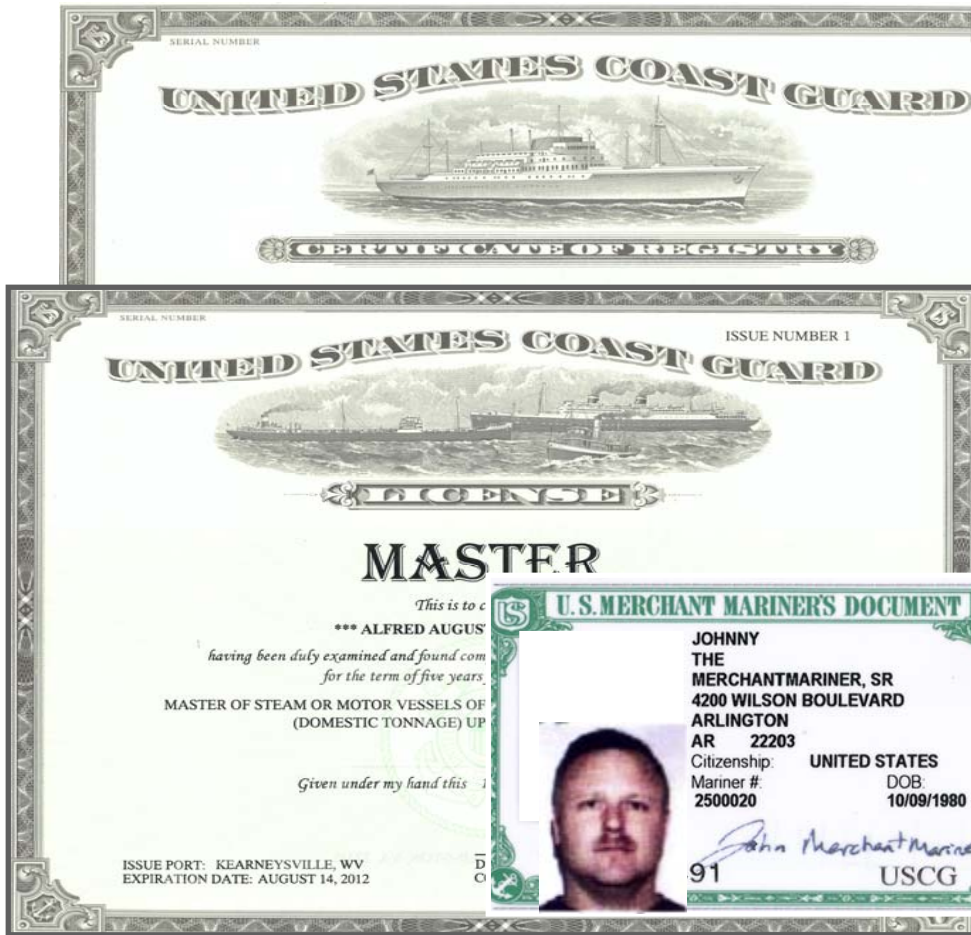 SERIAL NUMBER
UNITED STATES COAST GUARD
CERTIFICATE OF REGISTRY
SERIAL NUMBER
ISSUE NUMBER 1
UNITED STATES COAST GUARD
LICENSE
MASTER
This is to c
*** ALFRED AUGUS
having been duly examined and found com
for the term of five years
MASTER OF STEAM OR MOTOR VESSELS OF
(DOMESTIC TONNAGE) UP
Given under my hand this
ISSUE PORT: KEARNEYSVILLE, WV
EXPIRATION DATE: AUGUST 14, 2012
U.S. MERCHANT MARINER'S DOCUMENT
JOHNNY
THE
MERCHANTMARINER, SR
4200 WILSON BOULEVARD
ARLINGTON
AR 22203
Citizenship: UNITED STATES
Mariner #: DOB:
2500020 10/09/1980
John MerchantMarine
91 USCG